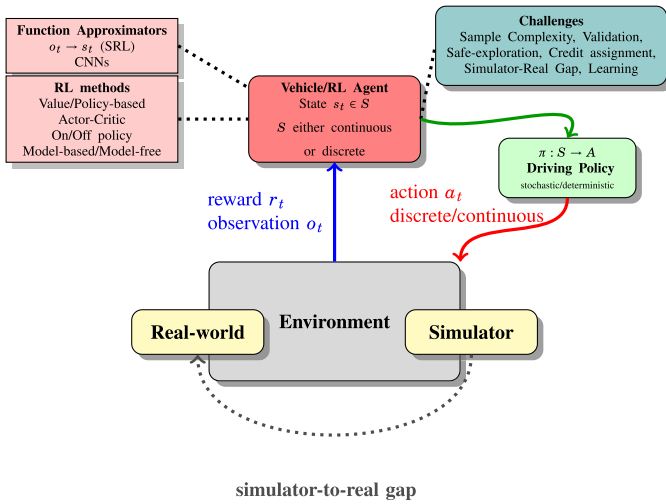 Function Approximators
o_t → s_t (SRL)
CNNs
RL methods
Value/Policy-based
Actor-Critic
On/Off policy
Model-based/Model-free
Vehicle/RL Agent
State s_t ∈ S
S either continuous
or discrete
Challenges
Sample Complexity, Validation,
Safe-exploration, Credit assignment,
Simulator-Real Gap, Learning
π : S → A
Driving Policy
stochastic/deterministic
reward r_t
observation o_t
action a_t
discrete/continuous
Environment
Real-world
Simulator
simulator-to-real gap